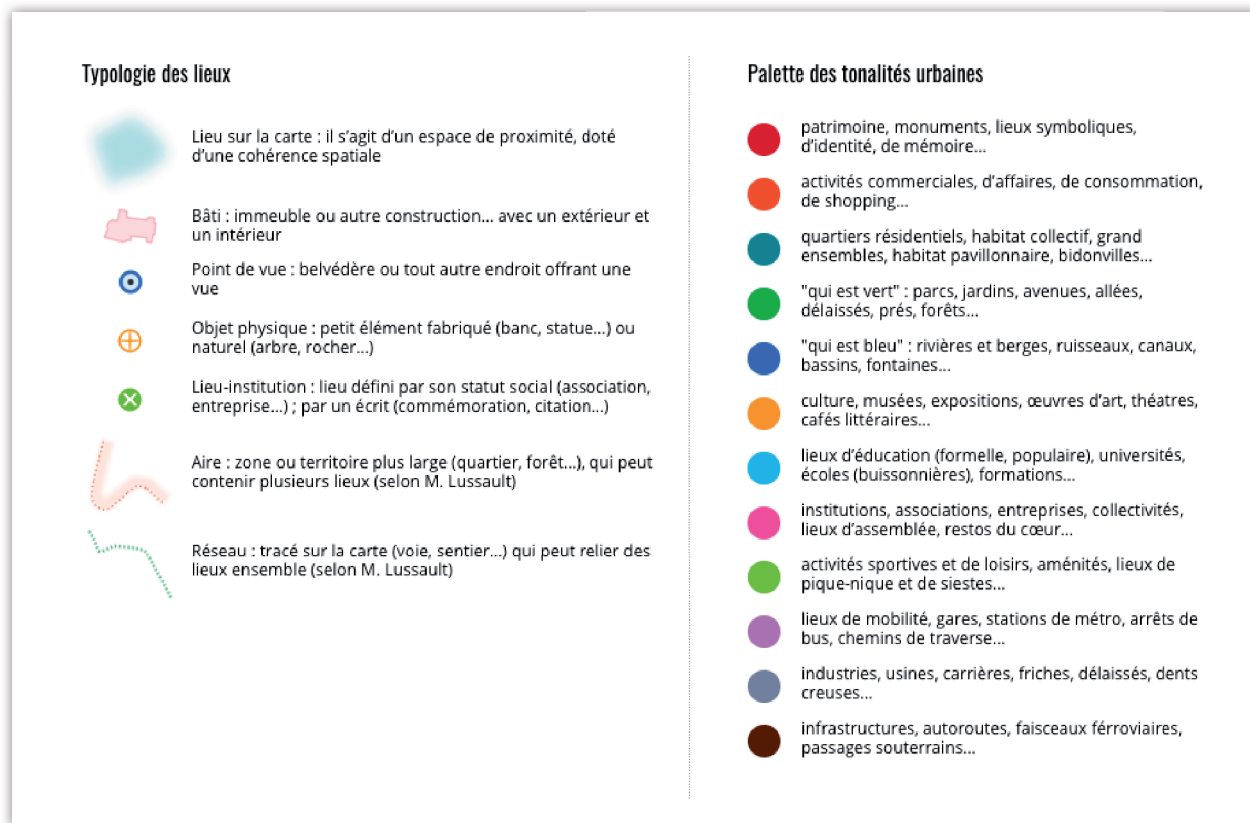 Typologie des lieux
Lieu sur la carte : il s'agit d'un espace de proximité, doté
d'une cohérence spatiale
Bâti : immeuble ou autre construction... avec un extérieur et
un intérieur
Point de vue : belvédère ou tout autre endroit offrant une
vue
Objet physique : petit élément fabriqué (banc, statue...) ou
naturel (arbre, rocher...)
Lieu-institution : lieu défini par son statut social (association,
entreprise...) ; par un écrit (commémoration, citation...)
Aire : zone ou territoire plus large (quartier, forêt...), qui peut
contenir plusieurs lieux (selon M. Lussault)
Réseau : tracé sur la carte (voie, sentier...) qui peut relier des
lieux ensemble (selon M. Lussault)
Palette des tonalités urbaines
patrimoine, monuments, lieux symboliques,
d'identité, de mémoire...
activités commerciales, d'affaires, de consommation,
de shopping...
quartiers résidentiels, habitat collectif, grand
ensembles, habitat pavillonnaire, bidonvilles...
"qui est vert" : parcs, jardins, avenues, allées,
délaissés, prés, forêts...
"qui est bleu" : rivières et berges, ruisseaux, canaux,
bassins, fontaines...
culture, musées, expositions, œuvres d'art, théatres,
cafés littéraires...
lieux d'éducation (formelle, populaire), universités,
écoles (buissonnières), formations...
institutions, associations, entreprises, collectivités,
lieux d'assemblée, restos du cœur...
activités sportives et de loisirs, aménités, lieux de
pique-nique et de siestes...
lieux de mobilité, gares, stations de métro, arrêts de
bus, chemins de traverse...
industries, usines, carrières, friches, délaissés, dents
creuses...
infrastructures, autoroutes, faisceaux férroviaires,
passages souterrains...